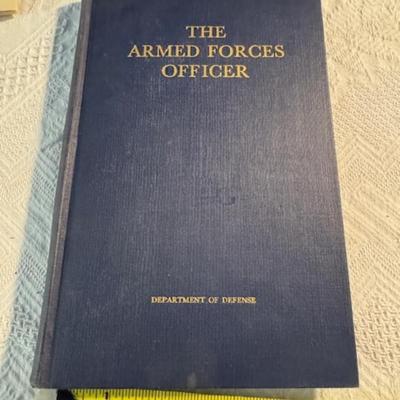 THE
ARMED FORCES
OFFICER
DEPARTMENT OF DEFENSE